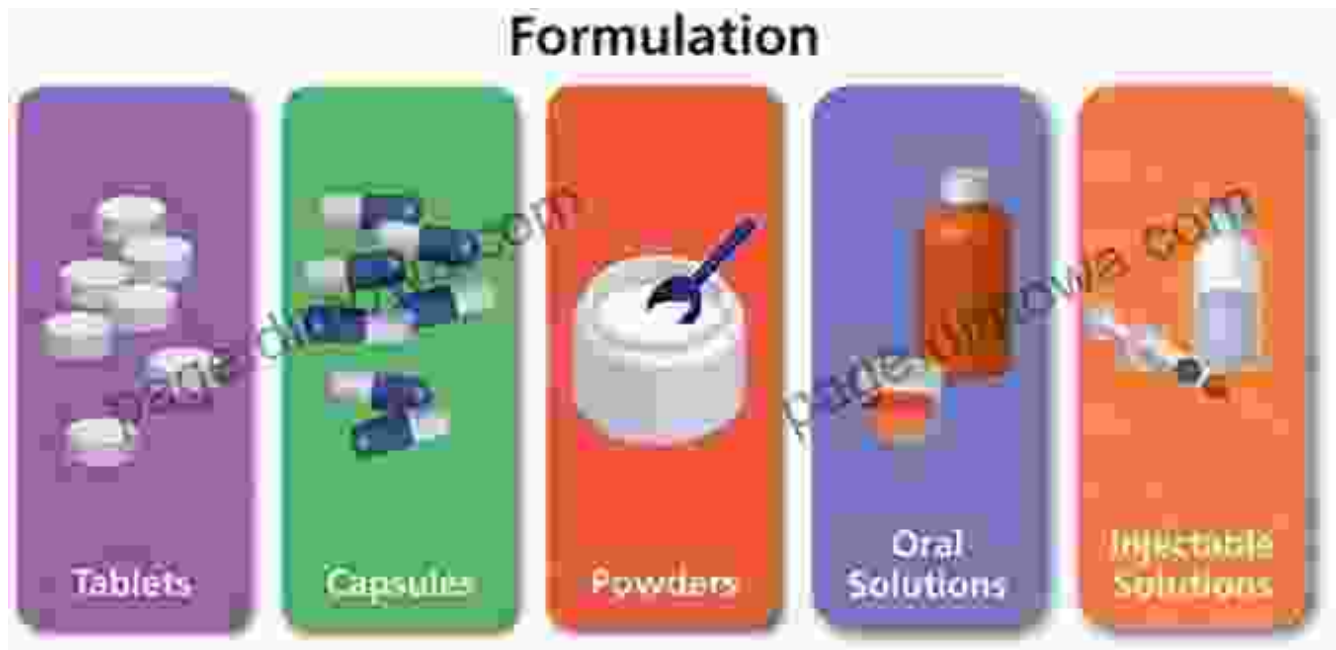 Formulation
Tablets
Capsules
Powders
Oral
Solutions
Injectable
Solutions